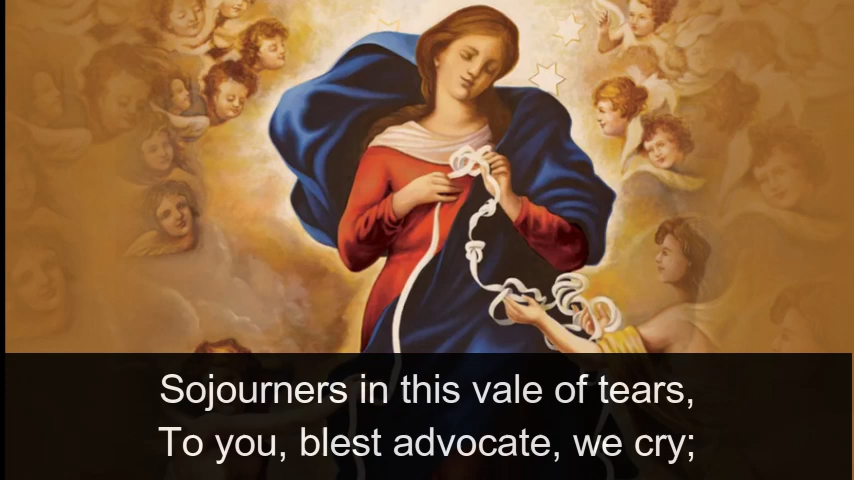 Sojourners in this vale of tears,
To you, blest advocate, we cry;